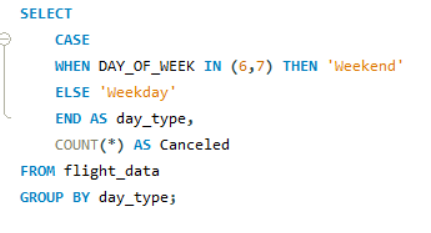 SELECT
CASE
WHEN DAY_OF_WEEK IN (6,7) THEN 'Weekend'
ELSE 'Weekday'
END AS day_type,
COUNT(*) AS Canceled
FROM flight_data
GROUP BY day_type;